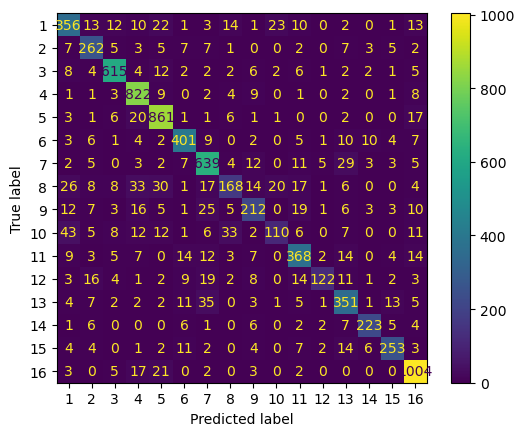 1 356 13 12 10 22 1 3 14 1 23 10 0 2 0 1 13
2 7 262 5 3 5 7 7 1 0 0 2 0 7 3 5 2
3 8 4 615 4 12 2 2 2 6 2 6 1 2 2 1 5
4 1 1 3 822 9 0 2 4 9 0 1 0 2 0 1 8
5 3 1 6 20 861 1 1 6 1 1 0 0 2 0 0 17
6 3 6 1 4 2 401 9 0 2 0 5 1 10 10 4 7
7 2 5 0 3 2 7 639 4 12 0 11 5 29 3 3 5
8 26 8 8 33 30 1 17 168 14 20 17 1 6 0 0 4
9 12 7 3 16 5 1 25 5 212 0 19 1 6 3 3 10
10 43 5 8 12 12 1 6 33 2 110 6 0 7 0 0 11
11 9 3 5 7 0 14 12 3 7 0 368 2 14 0 4 14
12 3 16 4 1 2 9 19 2 8 0 14 122 11 1 2 3
13 4 7 2 2 2 11 35 0 3 1 5 1 351 1 13 5
14 1 6 0 0 0 6 1 0 6 0 2 2 7 223 5 4
15 4 4 0 1 2 11 2 0 4 0 7 2 14 6 253 3
16 3 0 5 17 21 0 2 0 3 0 2 0 0 0 0 1004
1 2 3 4 5 6 7 8 9 10 11 12 13 14 15 16
Predicted label
True label
1000
800
600
400
200
0